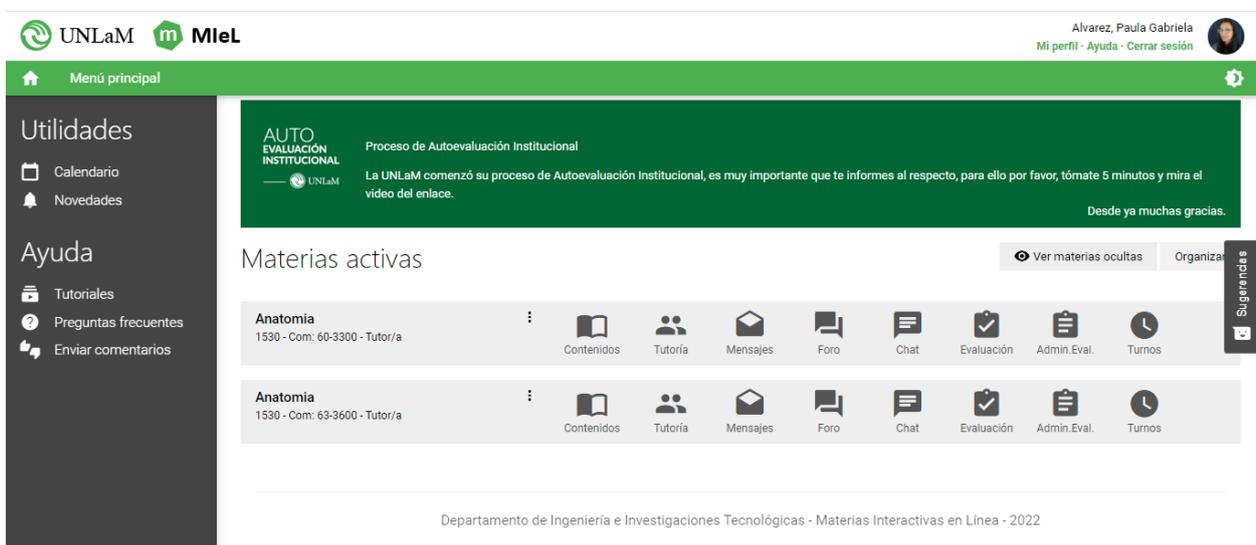 UNLaM
m MIeL
Alvarez, Paula Gabriela
Mi perfil · Ayuda · Cerrar sesión
Menú principal
Utilidades
Calendario
Novedades
Ayuda
Tutoriales
Preguntas frecuentes
Enviar comentarios
AUTO
EVALUACIÓN
INSTITUCIONAL
UNLaM
Proceso de Autoevaluación Institucional
La UNLaM comenzó su proceso de Autoevaluación Institucional, es muy importante que te informes al respecto, para ello por favor, tómate 5 minutos y mira el
video del enlace.
Desde ya muchas gracias.
Materias activas
Ver materias ocultas
Organizar
Sugerencias
Anatomia
1530 - Com: 60-3300 - Tutor/a
Contenidos Tutoría Mensajes Foro Chat Evaluación Admin.Eval. Turnos
Anatomia
1530 - Com: 63-3600 - Tutor/a
Contenidos Tutoría Mensajes Foro Chat Evaluación Admin.Eval. Turnos
Departamento de Ingeniería e Investigaciones Tecnológicas - Materias Interactivas en Línea - 2022